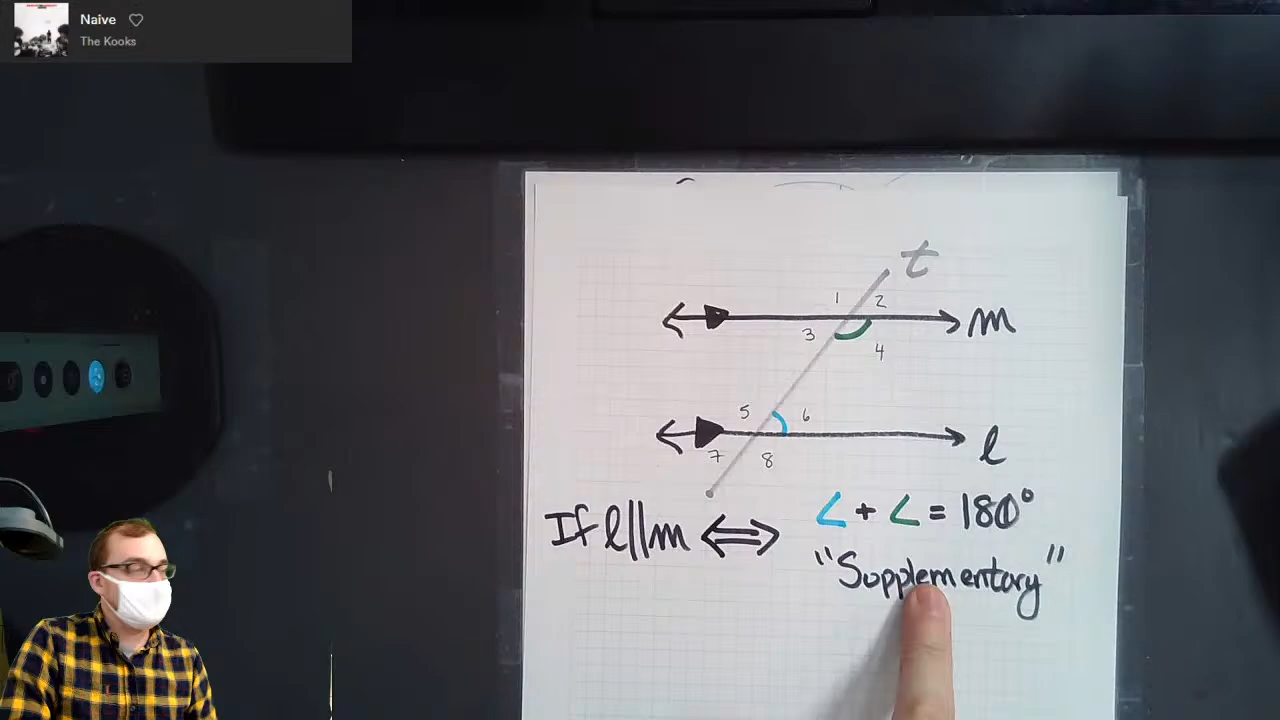 Naive
The Kooks
t
1 2
m
3
4
5 6
l
7 8
If l||m ⟺ ∠ + ∠ = 180°
"Supplementary"